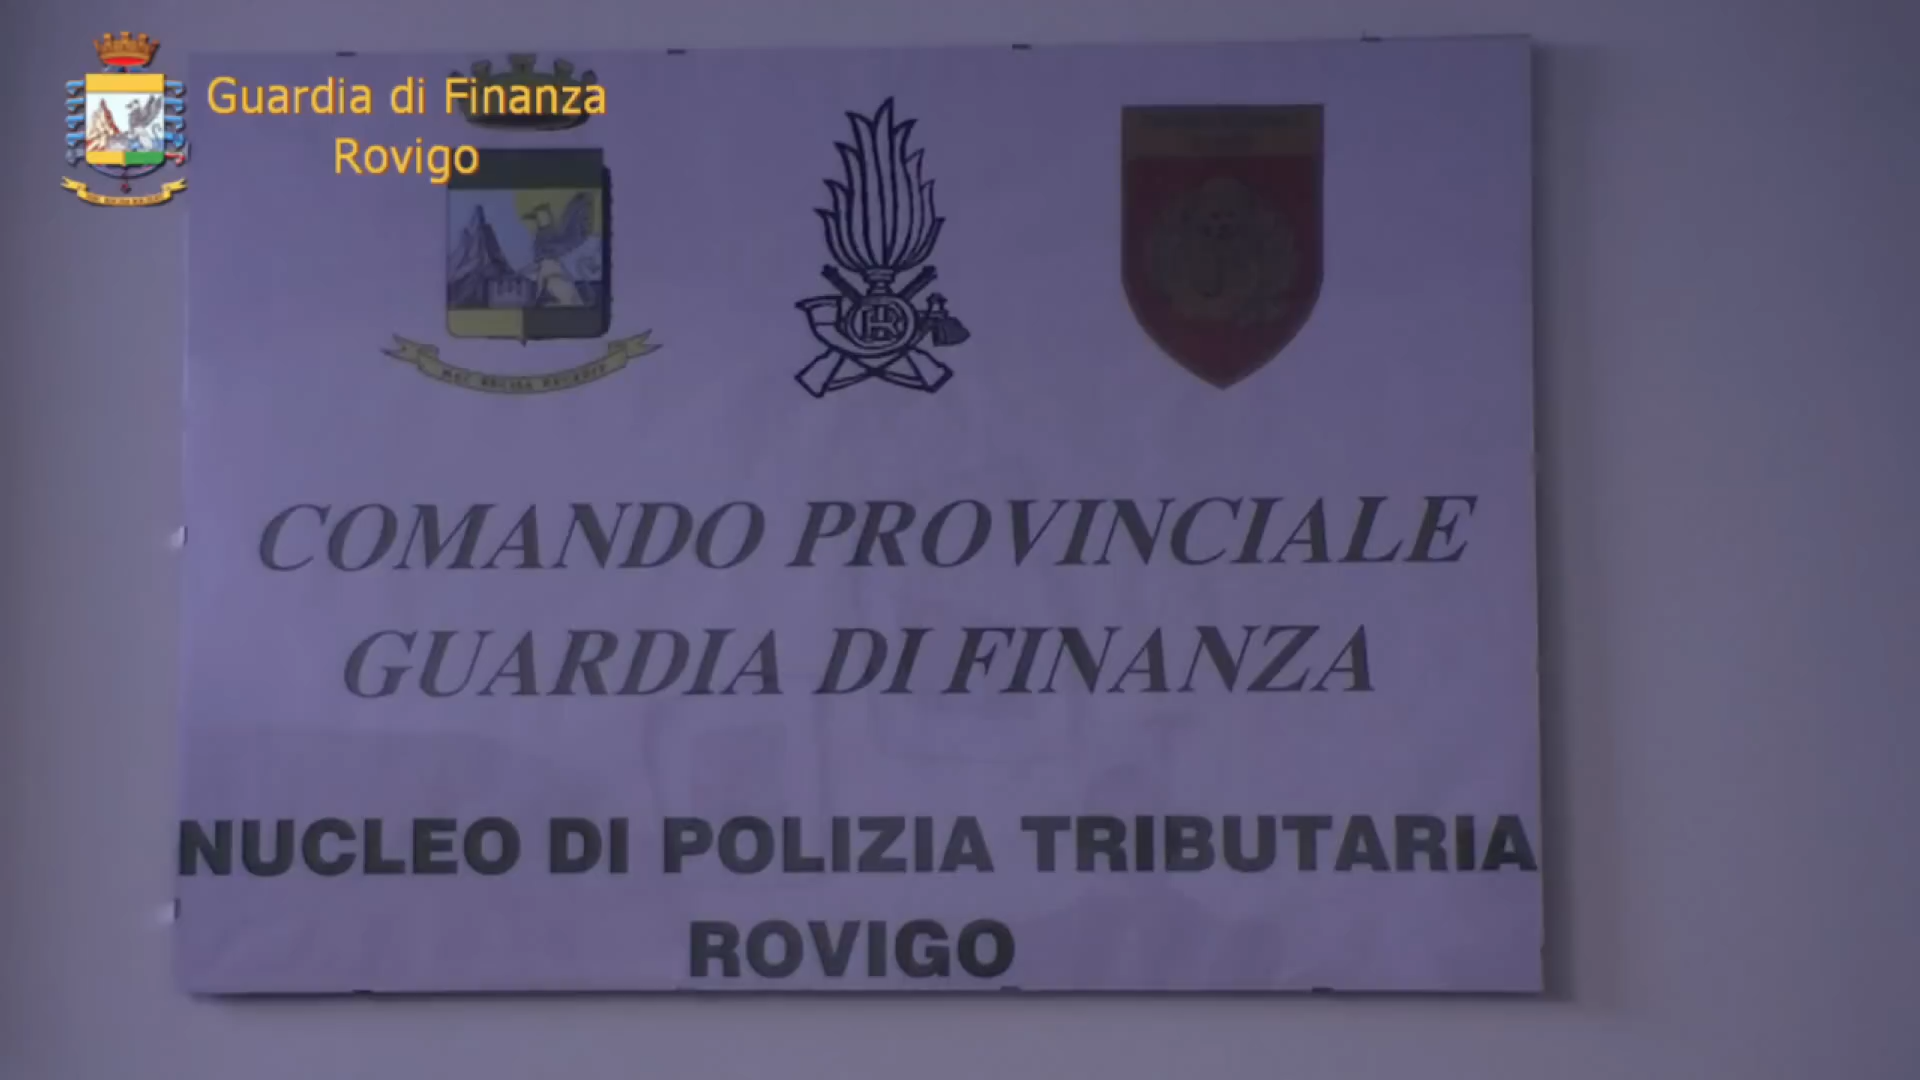 Guardia di Finanza
Rovigo
COMANDO PROVINCIALE
GUARDIA DI FINANZA
NUCLEO DI POLIZIA TRIBUTARIA
ROVIGO